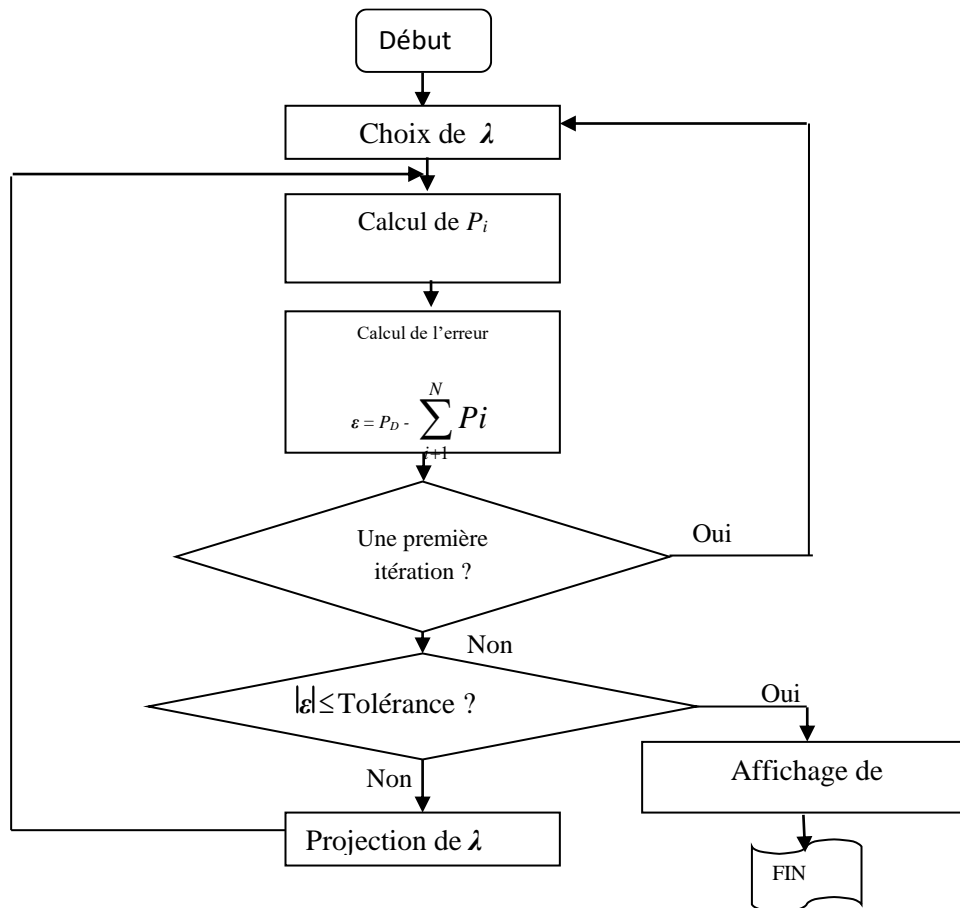 Début
Choix de λ
Calcul de Pi
Calcul de l’erreur
N
ε = PD - ∑ Pi
i+1
Une première
itération ?
Oui
Non
|ε| ≤ Tolérance ?
Oui
Non
Affichage de
Projection de λ
FIN